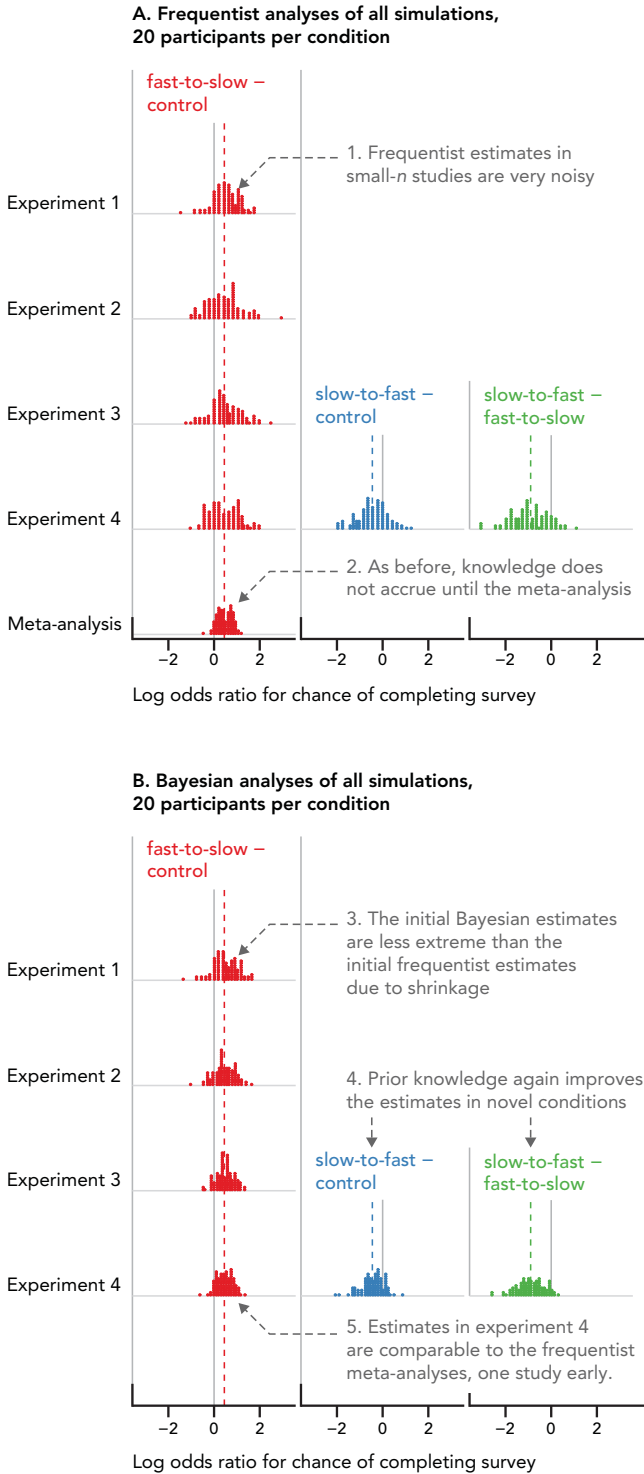 A. Frequentist analyses of all simulations,
20 participants per condition
fast-to-slow –
control
1. Frequentist estimates in
small-n studies are very noisy
Experiment 1
Experiment 2
Experiment 3
slow-to-fast –
control
slow-to-fast –
fast-to-slow
Experiment 4
2. As before, knowledge does
not accrue until the meta-analysis
Meta-analysis
−2 0 2 −2 0 2 −2 0 2
Log odds ratio for chance of completing survey
B. Bayesian analyses of all simulations,
20 participants per condition
fast-to-slow –
control
3. The initial Bayesian estimates
are less extreme than the
initial frequentist estimates
due to shrinkage
Experiment 1
Experiment 2
4. Prior knowledge again improves
the estimates in novel conditions
Experiment 3
slow-to-fast –
control
slow-to-fast –
fast-to-slow
Experiment 4
5. Estimates in experiment 4
are comparable to the frequentist
meta-analyses, one study early.
−2 0 2 −2 0 2 −2 0 2
Log odds ratio for chance of completing survey